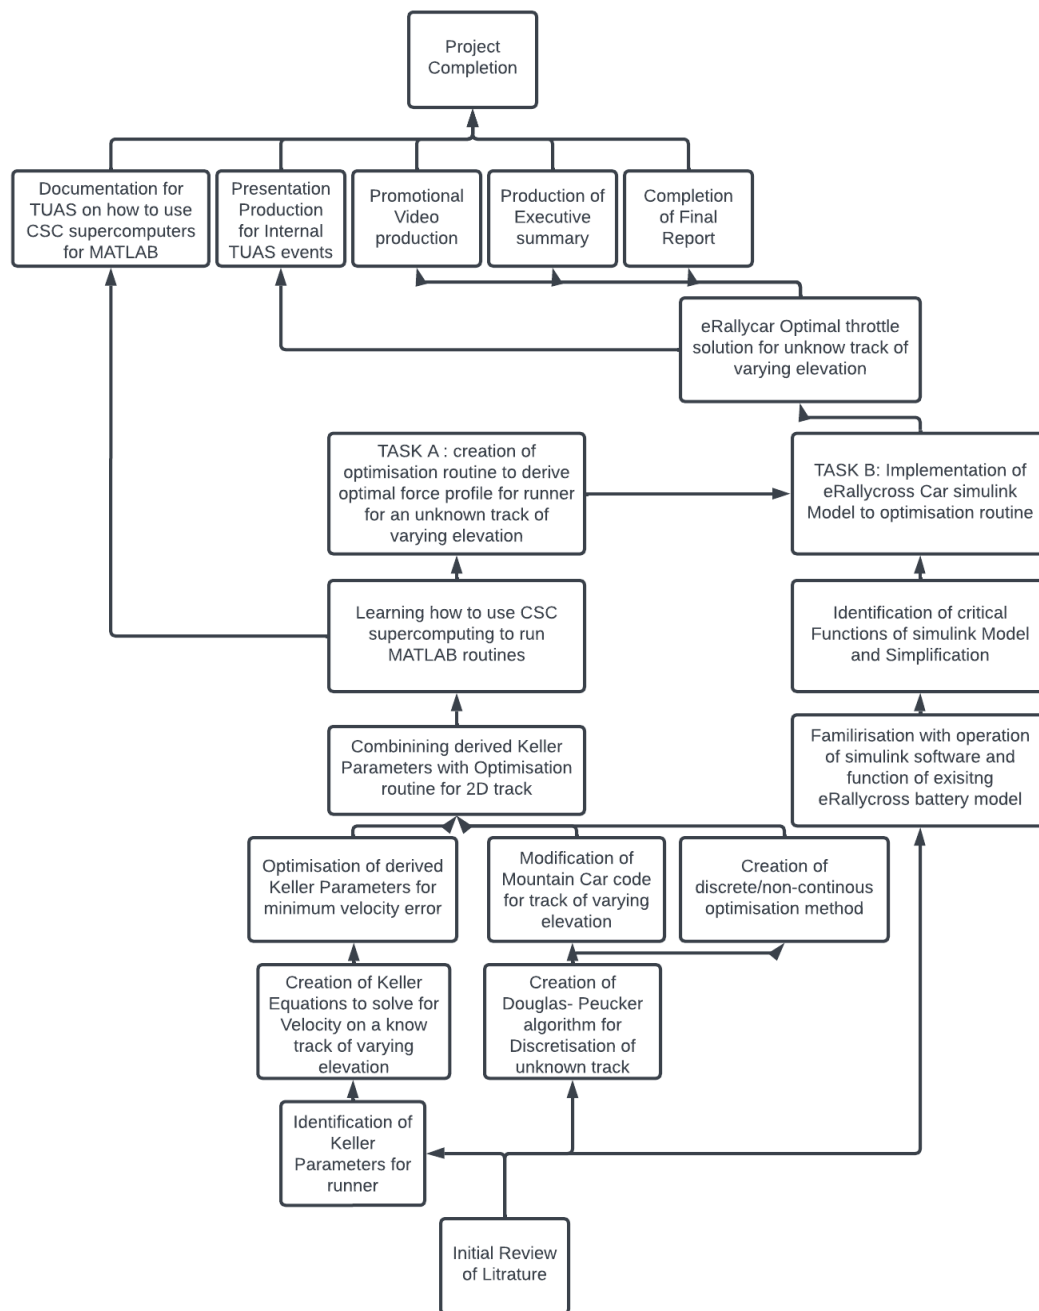 Project
Completion
Documentation for
TUAS on how to use
CSC supercomputers
for MATLAB
Presentation
Production
for Internal
TUAS events
Promotional
Video
production
Production of
Executive
summary
Completion
of Final
Report
eRallycar Optimal throttle
solution for unknow track of
varying elevation
TASK A : creation of
optimisation routine to derive
optimal force profile for runner
for an unknown track of
varying elevation
TASK B: Implementation of
eRallycross Car simulink
Model to optimisation routine
Learning how to use CSC
supercomputing to run
MATLAB routines
Identification of critical
Functions of simulink Model
and Simplification
Combinining derived Keller
Parameters with Optimisation
routine for 2D track
Familirisation with operation
of simulink software and
function of exisitng
eRallycross battery model
Optimisation of derived
Keller Parameters for
minimum velocity error
Modification of
Mountain Car code
for track of varying
elevation
Creation of
discrete/non-continous
optimisation method
Creation of Keller
Equations to solve for
Velocity on a know
track of varying
elevation
Creation of
Douglas- Peucker
algorithm for
Discretisation of
unknown track
Identification of
Keller
Parameters for
runner
Initial Review
of Litrature